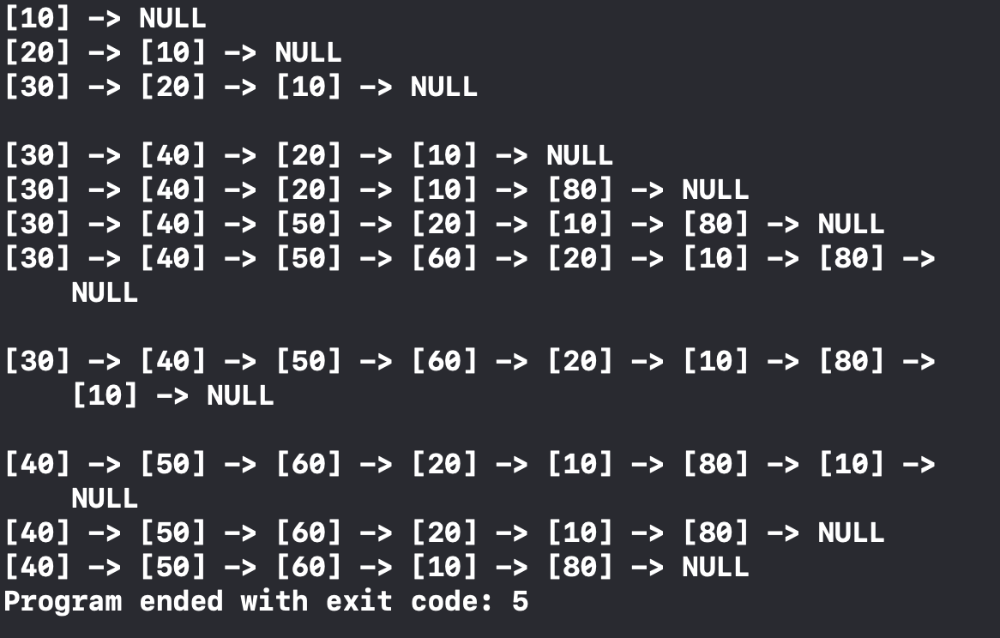 [10] -> NULL
[20] -> [10] -> NULL
[30] -> [20] -> [10] -> NULL
[30] -> [40] -> [20] -> [10] -> NULL
[30] -> [40] -> [20] -> [10] -> [80] -> NULL
[30] -> [40] -> [50] -> [20] -> [10] -> [80] -> NULL
[30] -> [40] -> [50] -> [60] -> [20] -> [10] -> [80] ->
NULL
[30] -> [40] -> [50] -> [60] -> [20] -> [10] -> [80] ->
[10] -> NULL
[40] -> [50] -> [60] -> [20] -> [10] -> [80] -> [10] ->
NULL
[40] -> [50] -> [60] -> [20] -> [10] -> [80] -> NULL
[40] -> [50] -> [60] -> [10] -> [80] -> NULL
Program ended with exit code: 5